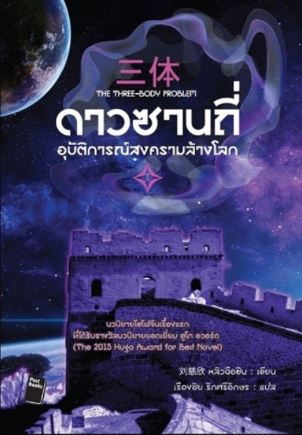 三体
THE THREE-BODY PROBLEM
ดาวซานถี่
อุบัติการณ์สงครามล้างโลก
นวนิยายไซไฟจีนเรื่องแรก
ที่ได้รับรางวัลนวนิยายยอดเยี่ยม ฮูโก อวอร์ด
(The 2015 Hugo Award for Best Novel)
刘慈欣 หลิวฉือซิน : เขียน
เรืองชัย รักศรีอักษร : แปล
Post Books